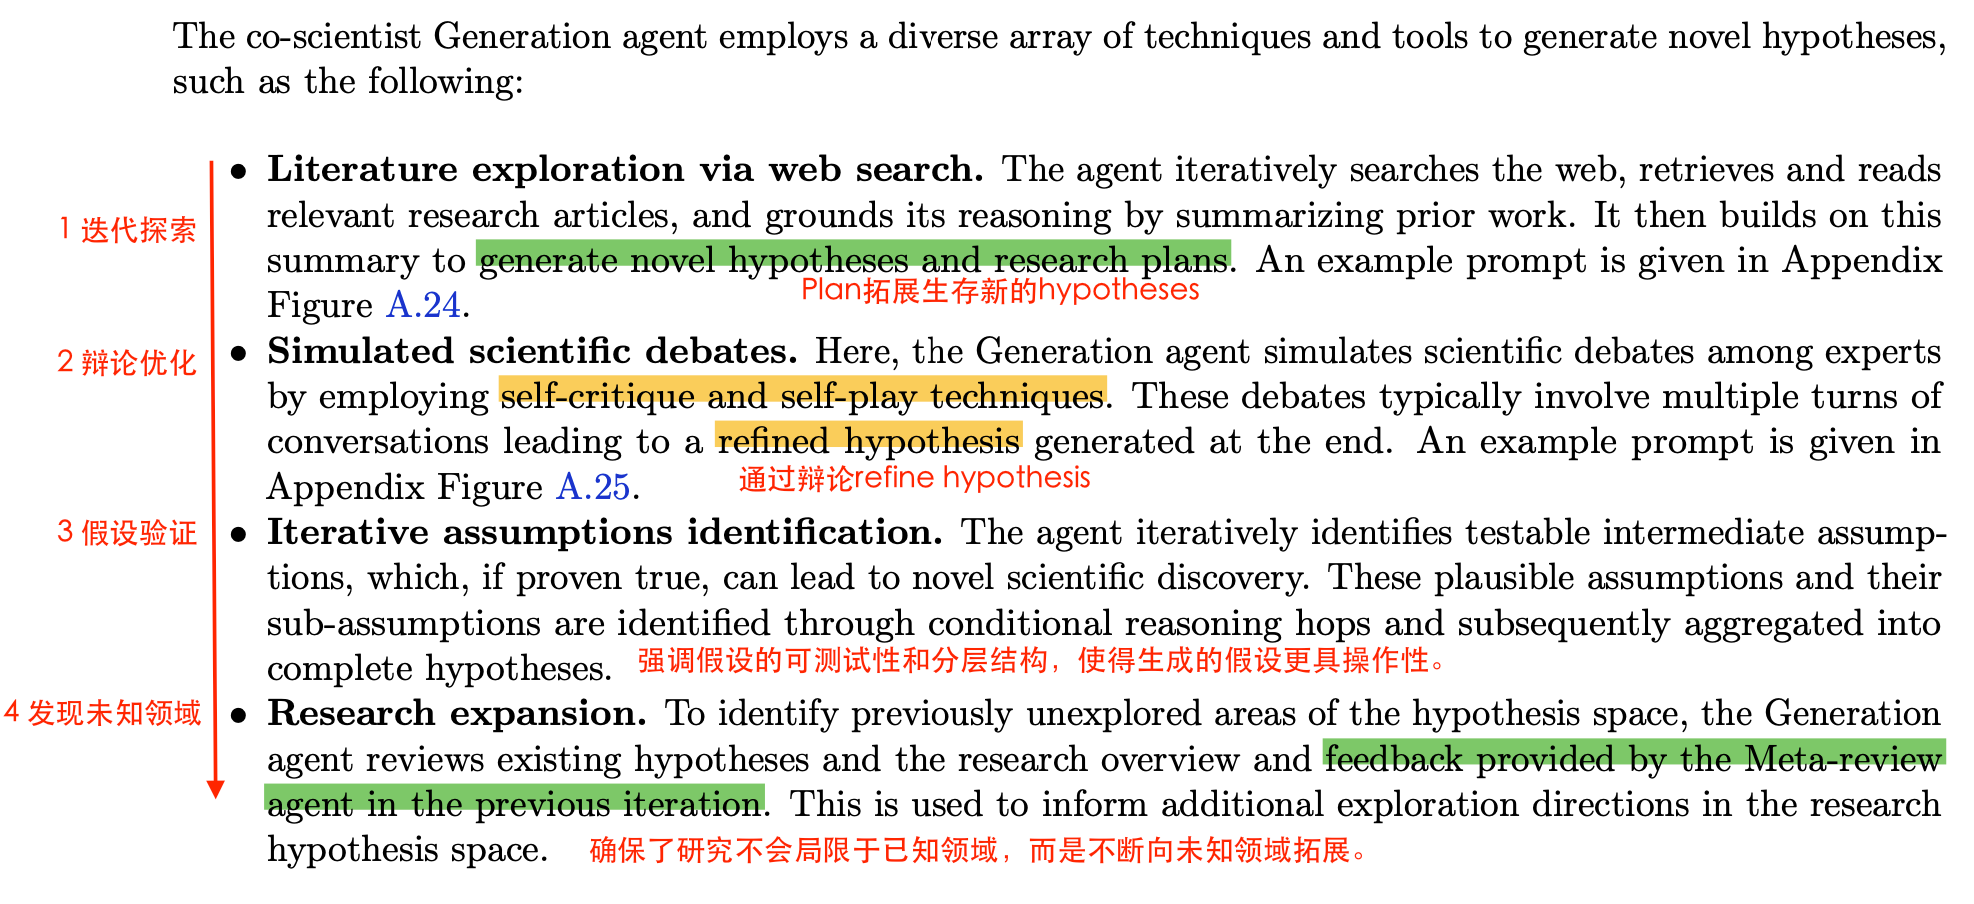 The co-scientist Generation agent employs a diverse array of techniques and tools to generate novel hypotheses,
such as the following:
• Literature exploration via web search. The agent iteratively searches the web, retrieves and reads
1 迭代探索
relevant research articles, and grounds its reasoning by summarizing prior work. It then builds on this
summary to generate novel hypotheses and research plans. An example prompt is given in Appendix
Plan拓展生存新的hypotheses
Figure A.24.
2 辩论优化
• Simulated scientific debates. Here, the Generation agent simulates scientific debates among experts
by employing self-critique and self-play techniques. These debates typically involve multiple turns of
conversations leading to a refined hypothesis generated at the end. An example prompt is given in
通过辩论refine hypothesis
Appendix Figure A.25.
3 假设验证
• Iterative assumptions identification. The agent iteratively identifies testable intermediate assump-
tions, which, if proven true, can lead to novel scientific discovery. These plausible assumptions and their
sub-assumptions are identified through conditional reasoning hops and subsequently aggregated into
complete hypotheses.
强调假设的可测试性和分层结构，使得生成的假设更具操作性。
4 发现未知领域
• Research expansion. To identify previously unexplored areas of the hypothesis space, the Generation
agent reviews existing hypotheses and the research overview and feedback provided by the Meta-review
agent in the previous iteration. This is used to inform additional exploration directions in the research
hypothesis space.
确保了研究不会局限于已知领域，而是不断向未知领域拓展。